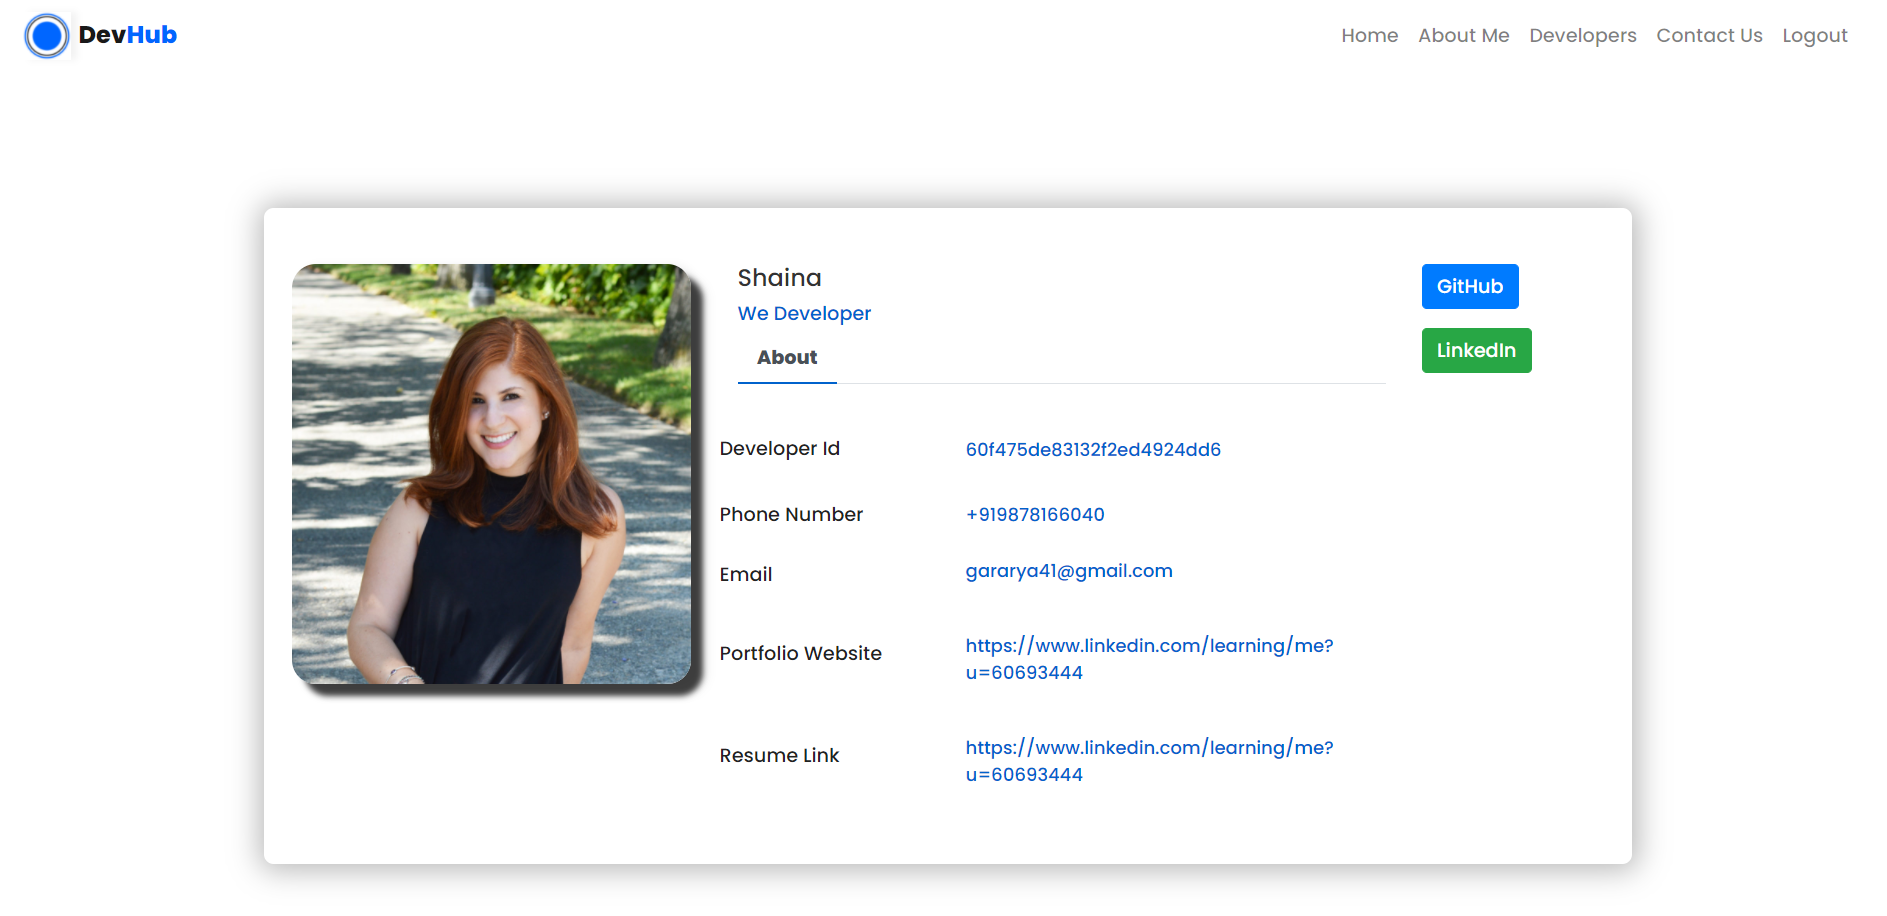 DevHub
Home About Me Developers Contact Us Logout
Shaina
We Developer
About
GitHub
LinkedIn
Developer Id 60f475de83132f2ed4924dd6
Phone Number +919878166040
Email gararya41@gmail.com
Portfolio Website https://www.linkedin.com/learning/me?
u=60693444
Resume Link https://www.linkedin.com/learning/me?
u=60693444